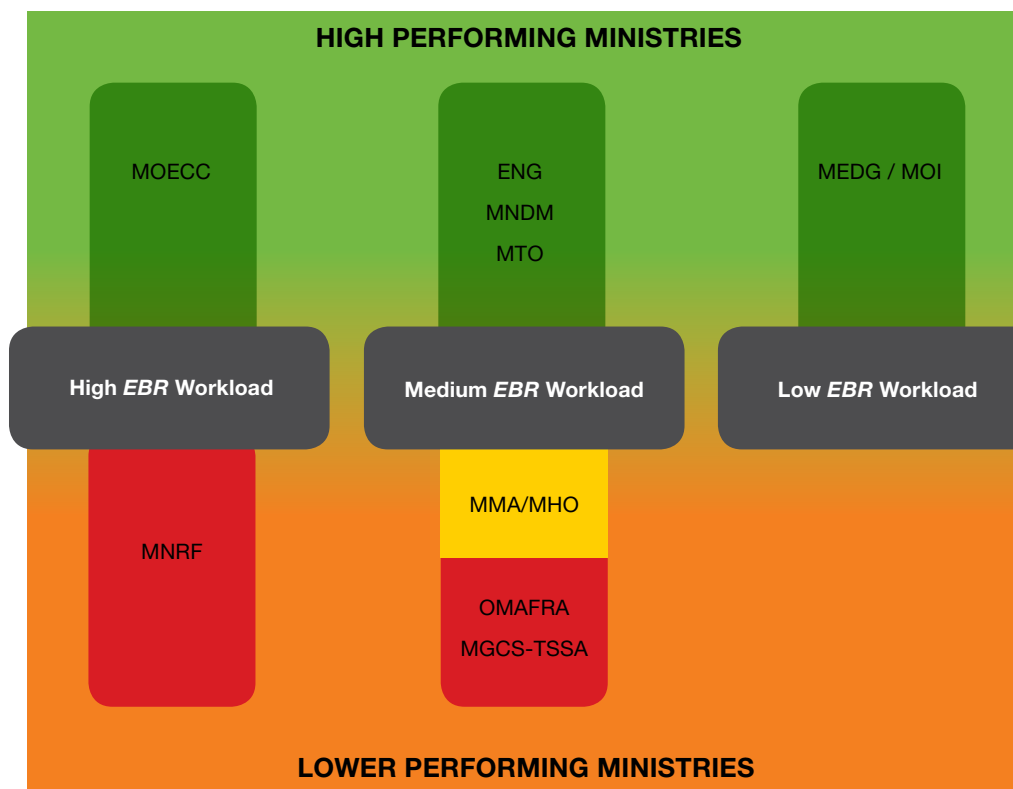 HIGH PERFORMING MINISTRIES
MOECC
ENG
MNDM
MTO
MEDG / MOI
High EBR Workload
Medium EBR Workload
Low EBR Workload
MNRF
MMA/MHO
OMAFRA
MGCS-TSSA
LOWER PERFORMING MINISTRIES